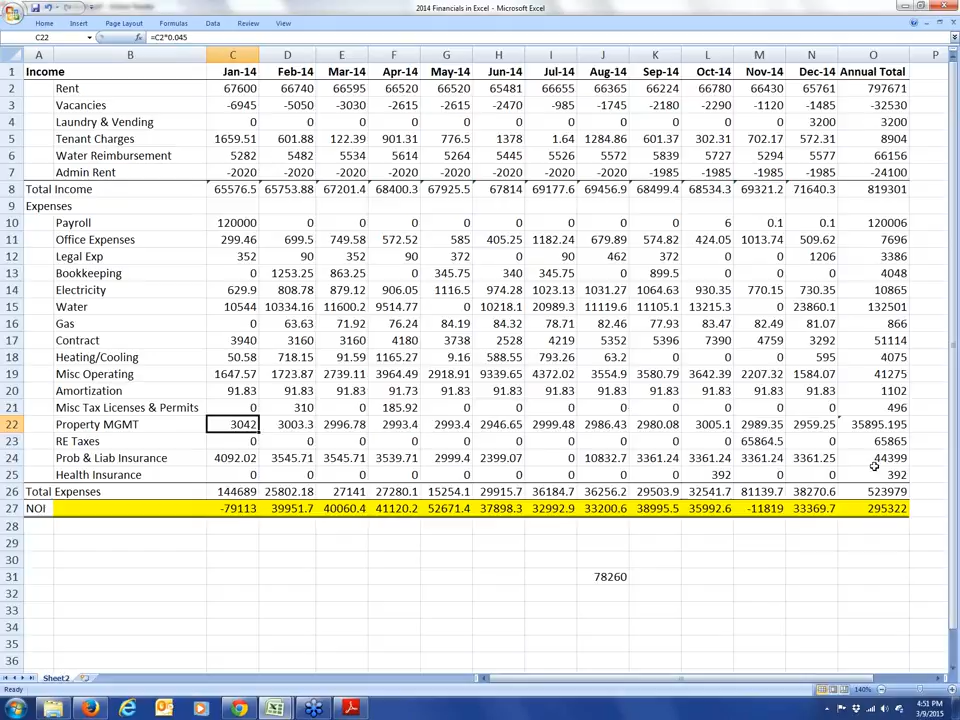 2014 Financials in Excel - Microsoft Excel
Home Insert Page Layout Formulas Data Review View
C22 fx =C2*0.045
A B C D E F G H I J K L M N O P
1 Income Jan-14 Feb-14 Mar-14 Apr-14 May-14 Jun-14 Jul-14 Aug-14 Sep-14 Oct-14 Nov-14 Dec-14 Annual Total
2 Rent 67600 66740 66595 66520 66520 65481 66655 66365 66224 66780 66430 65761 797671
3 Vacancies -6945 -5050 -3030 -2615 -2615 -2470 -985 -1745 -2180 -2290 -1120 -1485 -32530
4 Laundry & Vending 0 0 0 0 0 0 0 0 0 0 0 3200 3200
5 Tenant Charges 1659.51 601.88 122.39 901.31 776.5 1378 1.64 1284.86 601.37 302.31 702.17 572.31 8904
6 Water Reimbursement 5282 5482 5534 5614 5264 5445 5526 5572 5839 5727 5294 5577 66156
7 Admin Rent -2020 -2020 -2020 -2020 -2020 -2020 -2020 -2020 -1985 -1985 -1985 -1985 -24100
8 Total Income 65576.5 65753.88 67201.4 68400.3 67925.5 67814 69177.6 69456.9 68499.4 68534.3 69321.2 71640.3 819301
9 Expenses
10 Payroll 120000 0 0 0 0 0 0 0 0 6 0.1 0.1 120006
11 Office Expenses 299.46 699.5 749.58 572.52 585 405.25 1182.24 679.89 574.82 424.05 1013.74 509.62 7696
12 Legal Exp 352 90 352 90 372 0 90 462 372 0 0 1206 3386
13 Bookkeeping 0 1253.25 863.25 0 345.75 340 345.75 0 899.5 0 0 0 4048
14 Electricity 629.9 808.78 879.12 906.05 1116.5 974.28 1023.13 1031.27 1064.63 930.35 770.15 730.35 10865
15 Water 10544 10334.16 11600.2 9514.77 0 10218.1 20989.3 11119.6 11105.1 13215.3 0 23860.1 132501
16 Gas 0 63.63 71.92 76.24 84.19 84.32 78.71 82.46 77.93 83.47 82.49 81.07 866
17 Contract 3940 3160 3160 4180 3738 2528 4219 5352 5396 7390 4759 3292 51114
18 Heating/Cooling 50.58 718.15 91.59 1165.27 9.16 588.55 793.26 63.2 0 0 0 595 4075
19 Misc Operating 1647.57 1723.87 2739.11 3964.49 2918.91 9339.65 4372.02 3554.9 3580.79 3642.39 2207.32 1584.07 41275
20 Amortization 91.83 91.83 91.83 91.73 91.83 91.83 91.83 91.83 91.83 91.83 91.83 91.83 1102
21 Misc Tax Licenses & Permits 0 310 0 185.92 0 0 0 0 0 0 0 0 496
22 Property MGMT 3042 3003.3 2996.78 2993.4 2993.4 2946.65 2999.48 2986.43 2980.08 3005.1 2989.35 2959.25 35895.195
23 RE Taxes 0 0 0 0 0 0 0 0 0 0 65864.5 0 65865
24 Prob & Liab Insurance 4092.02 3545.71 3545.71 3539.71 2999.4 2399.07 0 10832.7 3361.24 3361.24 3361.24 3361.25 44399
25 Health Insurance 0 0 0 0 0 0 0 0 0 392 0 0 392
26 Total Expenses 144689 25802.18 27141 27280.1 15254.1 29915.7 36184.7 36256.2 29503.9 32541.7 81139.7 38270.6 523979
27 NOI -79113 39951.7 40060.4 41120.2 52671.4 37898.3 32992.9 33200.6 38995.5 35992.6 -11819 33369.7 295322
28
29
30
31 78260
32
33
34
35
36
Sheet2
Ready 140%
4:51 PM
3/9/2015